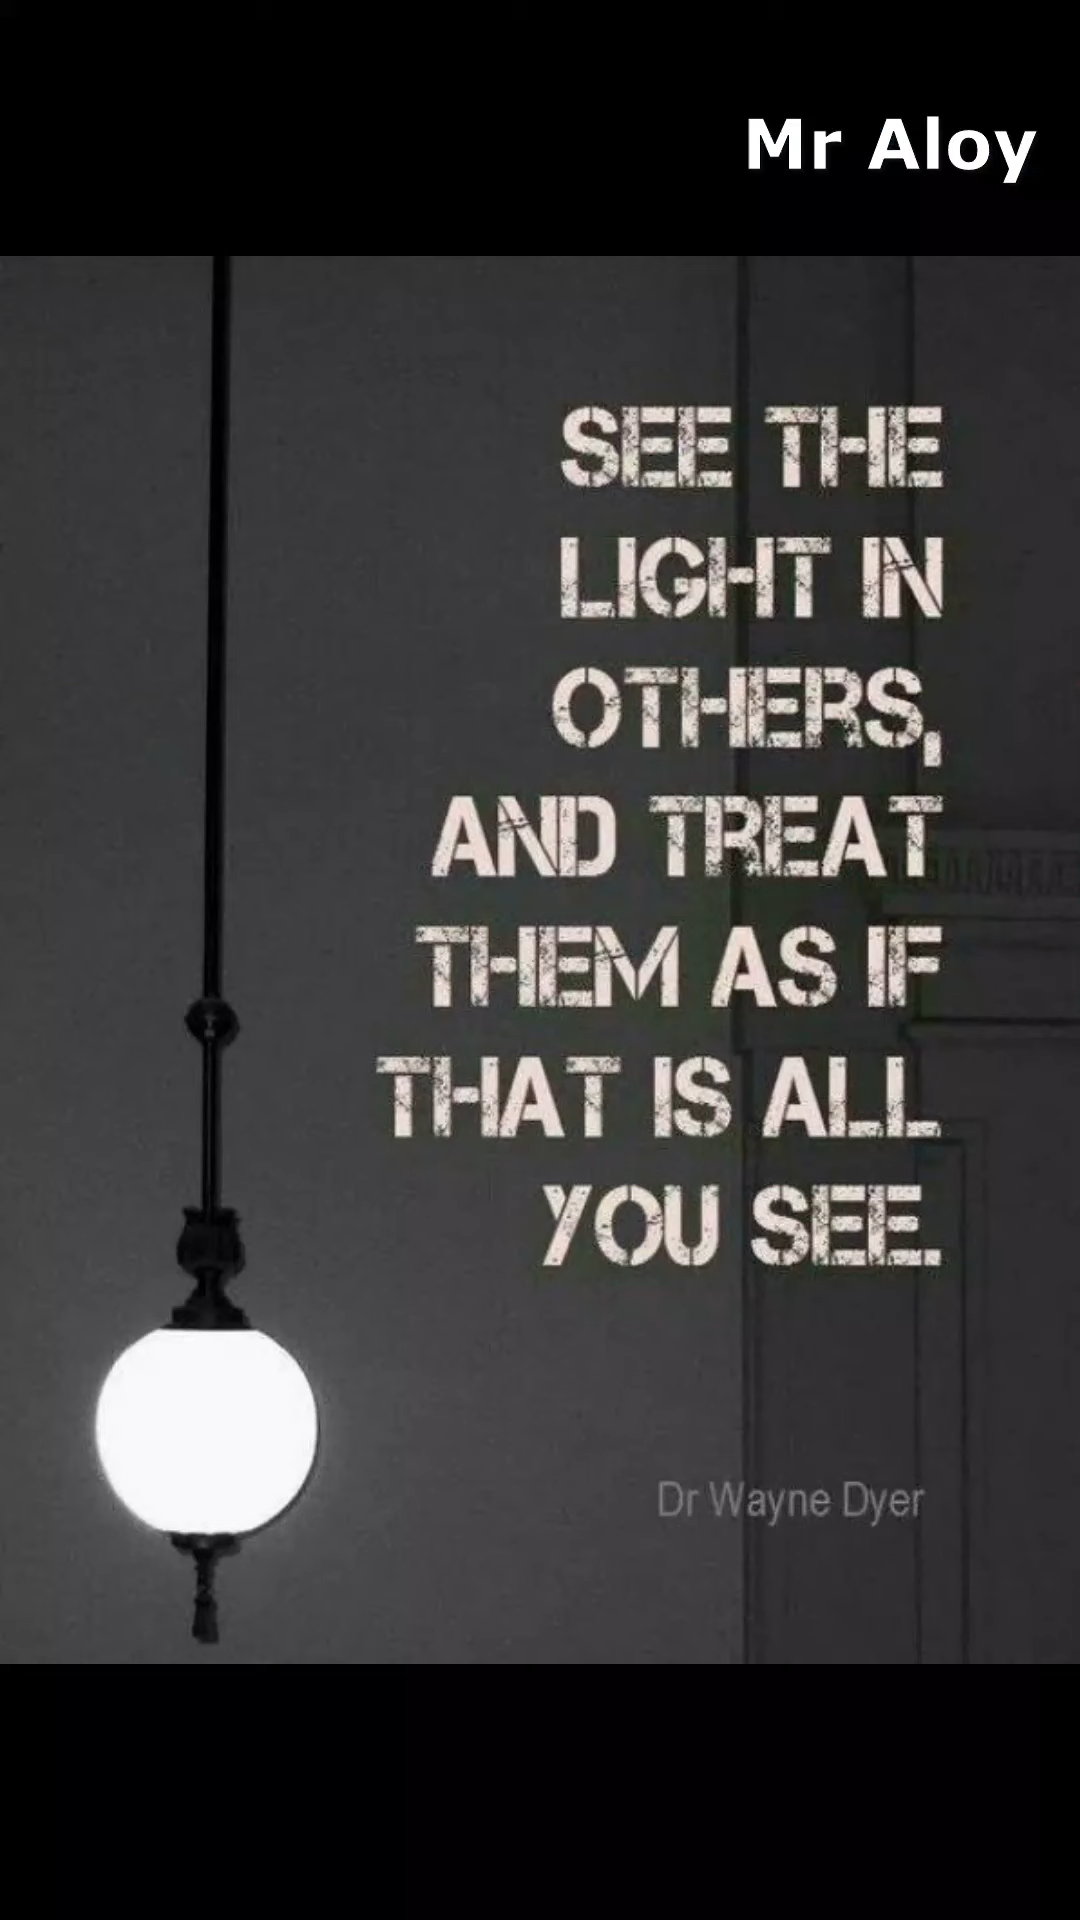 Mr Aloy
SEE THE
LIGHT IN
OTHERS,
AND TREAT
THEM AS IF
THAT IS ALL
YOU SEE.
Dr Wayne Dyer